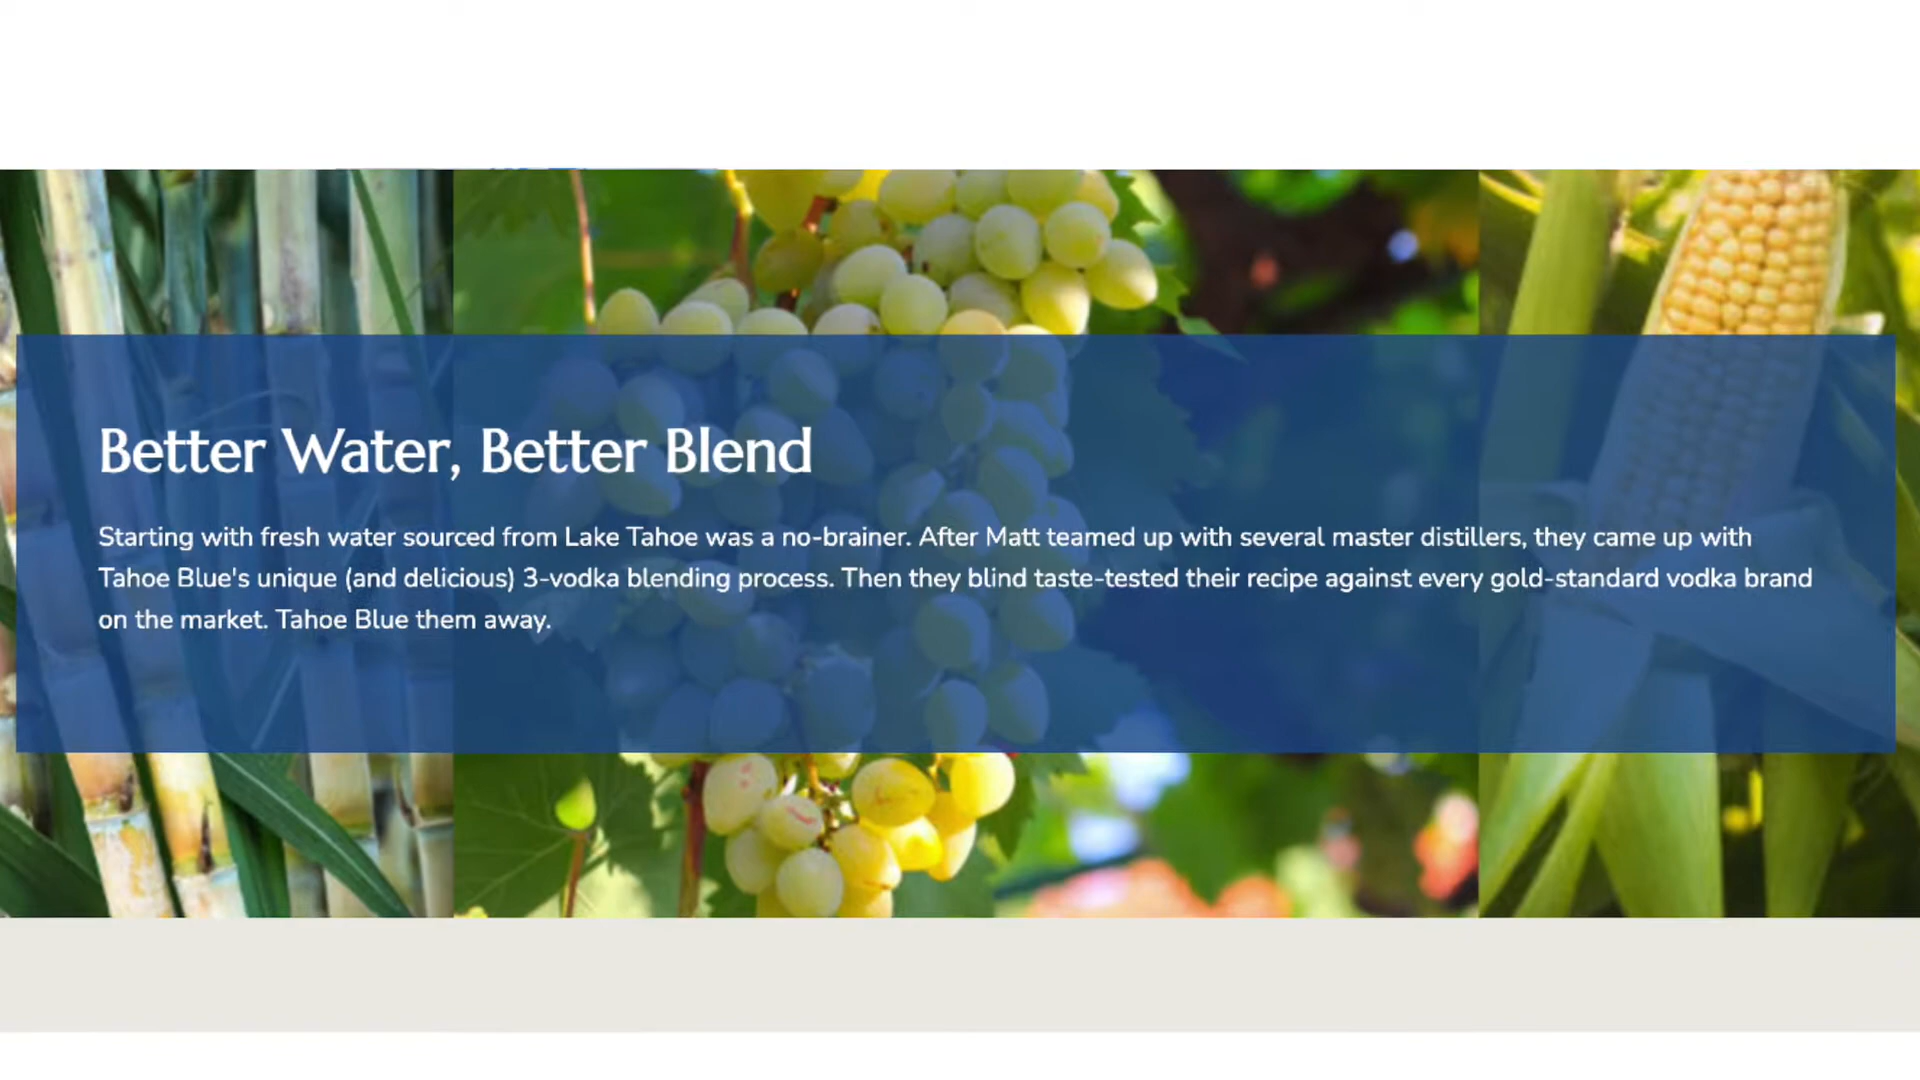 Better Water, Better Blend
Starting with fresh water sourced from Lake Tahoe was a no-brainer. After Matt teamed up with several master distillers, they came up with
Tahoe Blue's unique (and delicious) 3-vodka blending process. Then they blind taste-tested their recipe against every gold-standard vodka brand
on the market. Tahoe Blue them away.